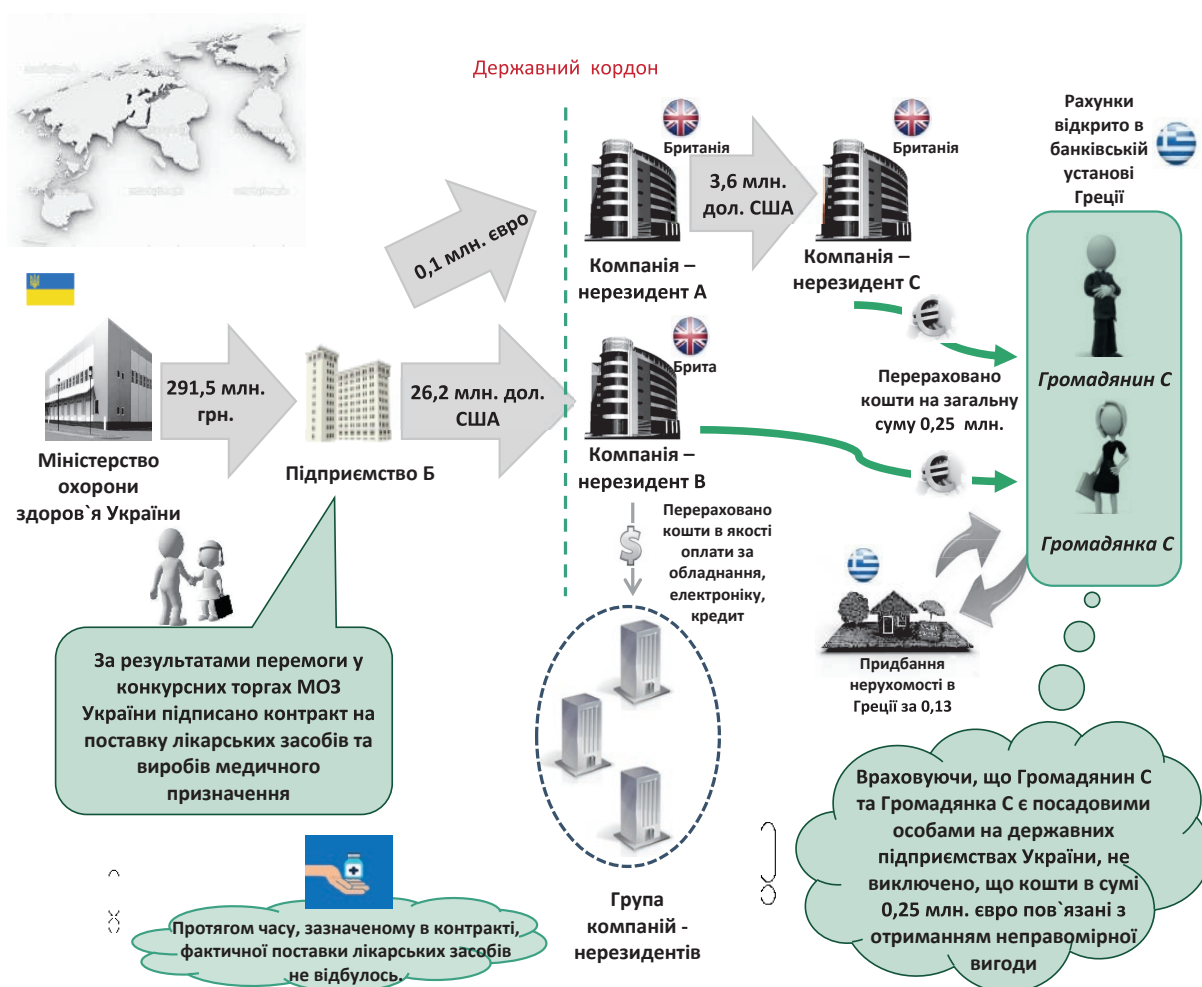 Державний кордон
Британія
Британія
Рахунки
відкрито в
банківській
установі
Греції
0,1 млн. євро
3,6 млн.
дол. США
Компанія –
нерезидент А
Компанія –
нерезидент С
291,5 млн.
грн.
26,2 млн. дол.
США
Брита
Перераховано
кошти на загальну
суму 0,25 млн.
Громадянин С
Міністерство
охорони
здоров`я України
Підприємство Б
Компанія –
нерезидент В
Перераховано
кошти в якості
оплати за
обладнання,
електроніку,
кредит
Громадянка С
Придбання
нерухомості в
Греції за 0,13
За результатами перемоги у
конкурсних торгах МОЗ
України підписано контракт на
поставку лікарських засобів та
виробів медичного
призначення
Протягом часу, зазначеному в контракті,
фактичної поставки лікарських засобів
не відбулось.
Група
компаній -
нерезидентів
Враховуючи, що Громадянин С
та Громадянка С є посадовими
особами на державних
підприємствах України, не
виключено, що кошти в сумі
0,25 млн. євро пов`язані з
отриманням неправомірної
вигоди